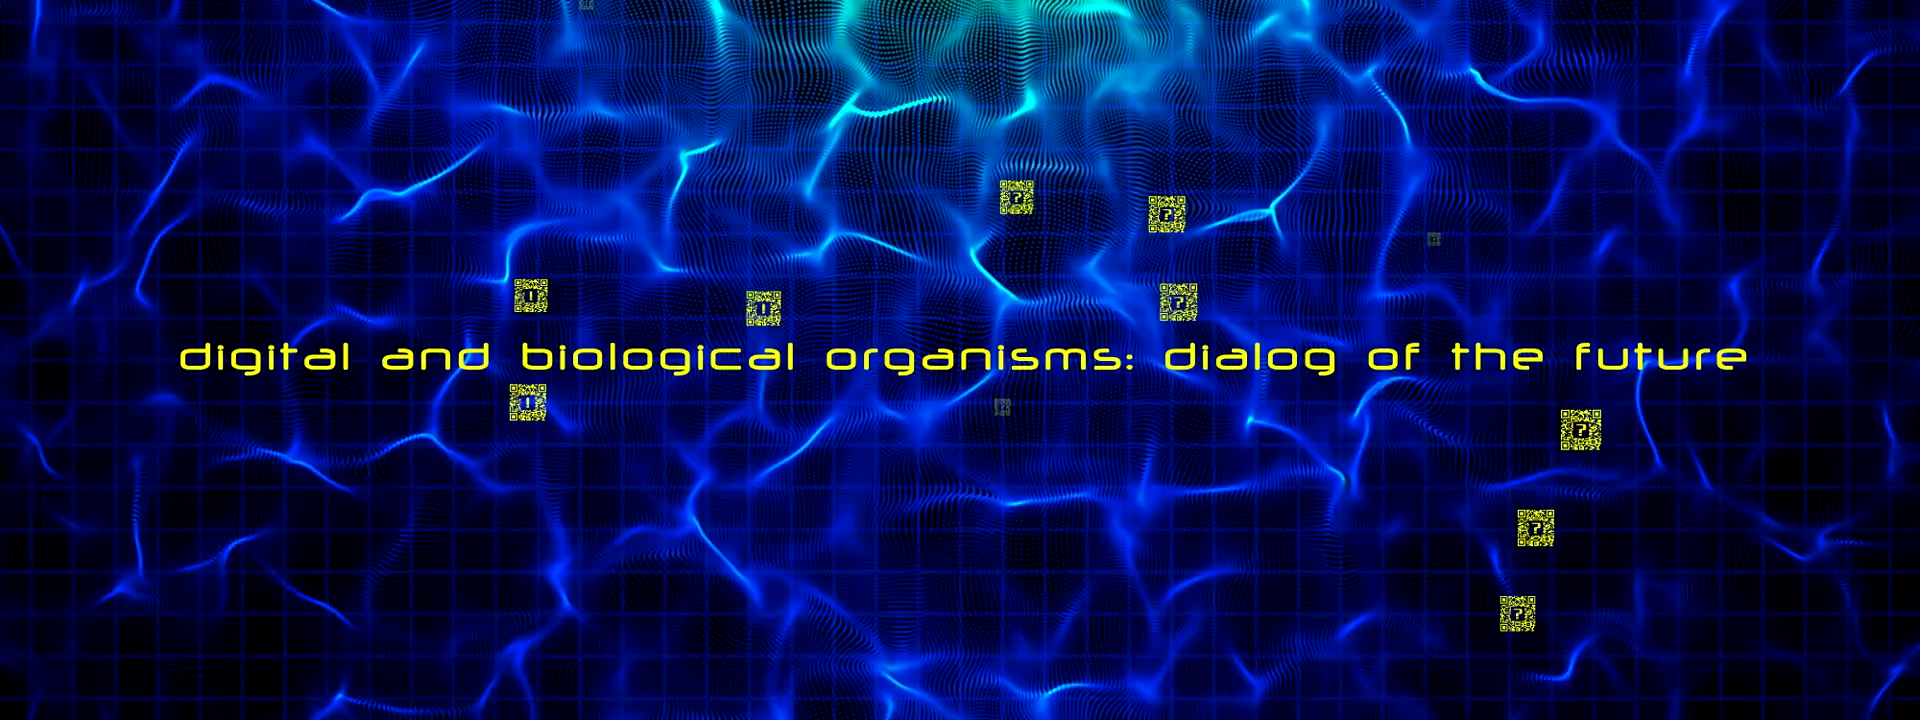 digital and biological organisms: dialog of the future